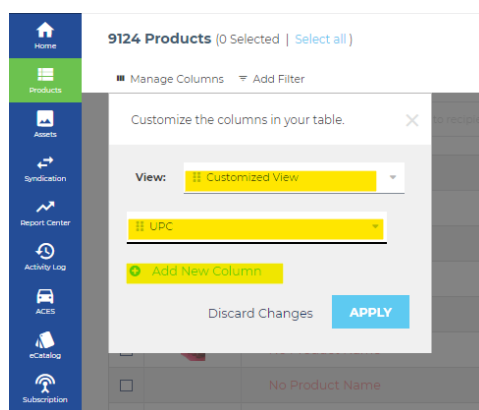 Home
Products
Assets
Syndication
Report Center
Activity Log
ACES
eCatalog
Subscription
9124 Products (0 Selected | Select all )
Manage Columns Add Filter
Customize the columns in your table.
to recipie
View: Customized View
UPC
Add New Column
Discard Changes APPLY
No Product Name